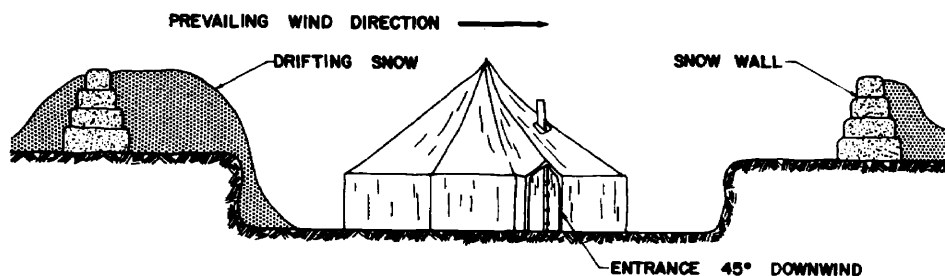 PREVAILING WIND DIRECTION
DRIFTING SNOW
SNOW WALL
ENTRANCE 45° DOWNWIND